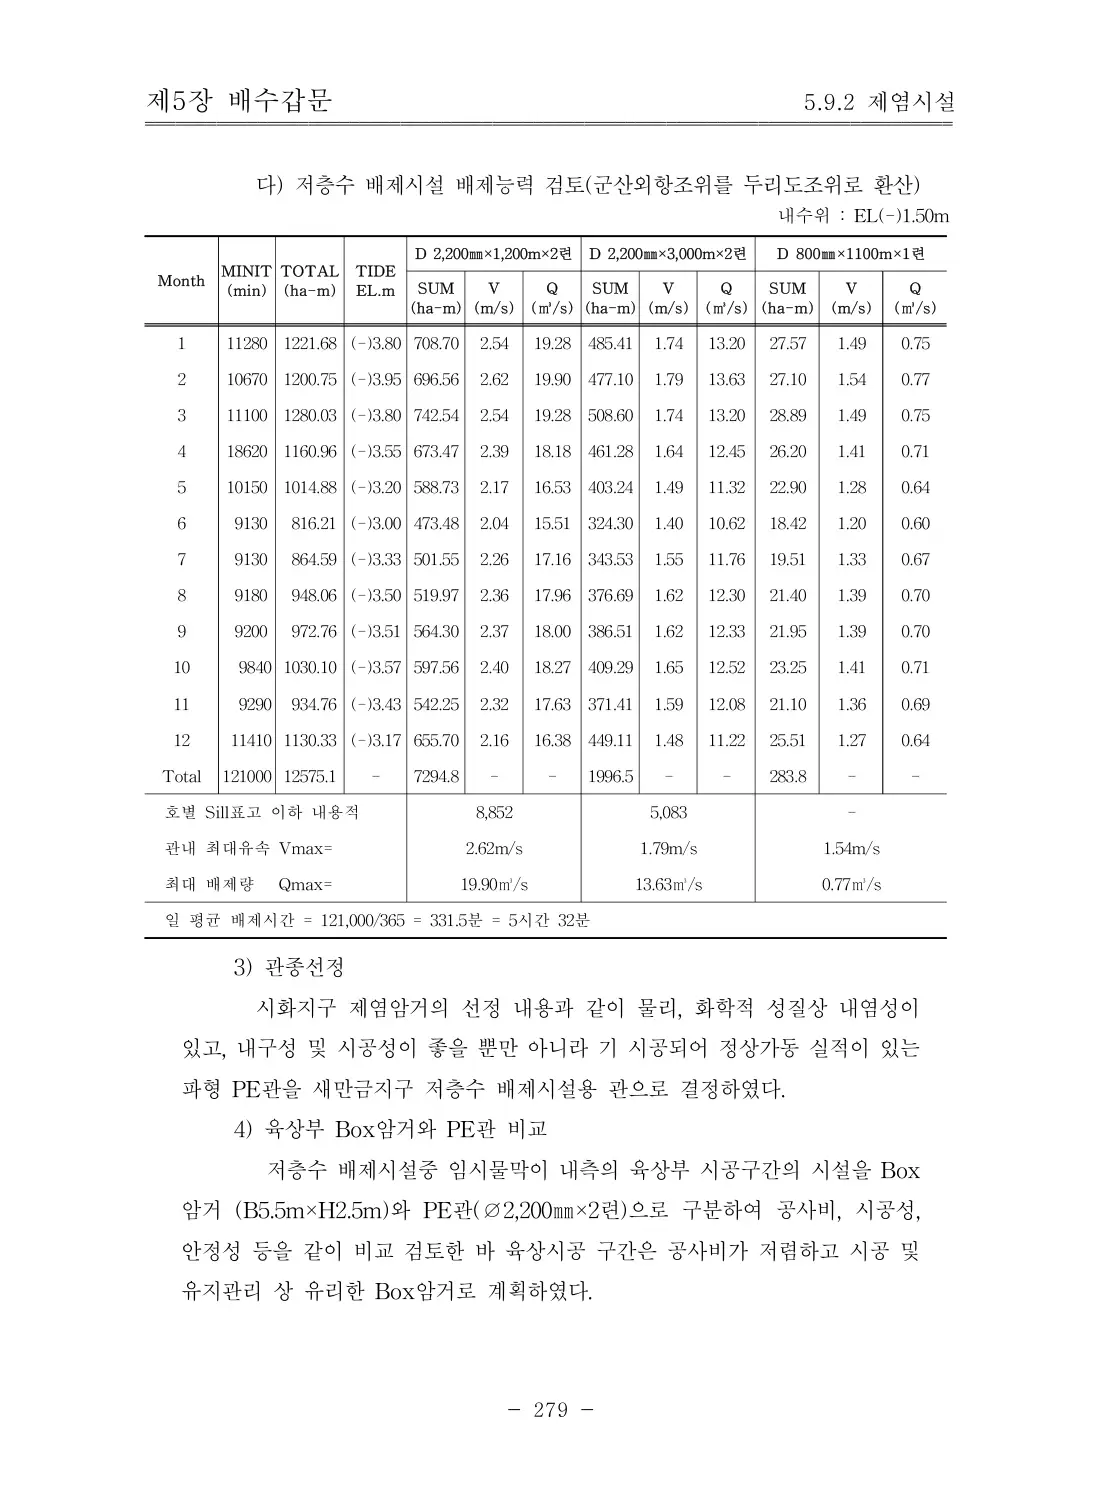 제5장 배수갑문 5.9.2 제염시설
다) 저층수 배제시설 배제능력 검토(군산외항조위를 두리도조위로 환산)
내수위 : EL(-)1.50m
Month MINIT (min) TOTAL (ha-m) TIDE EL.m D 2,200㎜×1,200m×2련 D 2,200㎜×3,000m×2련 D 800㎜×1100m×1련
SUM (ha-m) V (m/s) Q (㎥/s) SUM (ha-m) V (m/s) Q (㎥/s) SUM (ha-m) V (m/s) Q (㎥/s)
1 11280 1221.68 (-)3.80 708.70 2.54 19.28 485.41 1.74 13.20 27.57 1.49 0.75
2 10670 1200.75 (-)3.95 696.56 2.62 19.90 477.10 1.79 13.63 27.10 1.54 0.77
3 11100 1280.03 (-)3.80 742.54 2.54 19.28 508.60 1.74 13.20 28.89 1.49 0.75
4 18620 1160.96 (-)3.55 673.47 2.39 18.18 461.28 1.64 12.45 26.20 1.41 0.71
5 10150 1014.88 (-)3.20 588.73 2.17 16.53 403.24 1.49 11.32 22.90 1.28 0.64
6 9130 816.21 (-)3.00 473.48 2.04 15.51 324.30 1.40 10.62 18.42 1.20 0.60
7 9130 864.59 (-)3.33 501.55 2.26 17.16 343.53 1.55 11.76 19.51 1.33 0.67
8 9180 948.06 (-)3.50 519.97 2.36 17.96 376.69 1.62 12.30 21.40 1.39 0.70
9 9200 972.76 (-)3.51 564.30 2.37 18.00 386.51 1.62 12.33 21.95 1.39 0.70
10 9840 1030.10 (-)3.57 597.56 2.40 18.27 409.29 1.65 12.52 23.25 1.41 0.71
11 9290 934.76 (-)3.43 542.25 2.32 17.63 371.41 1.59 12.08 21.10 1.36 0.69
12 11410 1130.33 (-)3.17 655.70 2.16 16.38 449.11 1.48 11.22 25.51 1.27 0.64
Total 121000 12575.1 - 7294.8 - - 1996.5 - - 283.8 - -
호별 Sill표고 이하 내용적 8,852 5,083 -
관내 최대유속 Vmax= 2.62m/s 1.79m/s 1.54m/s
최대 배제량 Qmax= 19.90㎥/s 13.63㎥/s 0.77㎥/s
일 평균 배제시간 = 121,000/365 = 331.5분 = 5시간 32분
3) 관종선정
시화지구 제염암거의 선정 내용과 같이 물리, 화학적 성질상 내염성이
있고, 내구성 및 시공성이 좋을 뿐만 아니라 기 시공되어 정상가동 실적이 있는
파형 PE관을 새만금지구 저층수 배제시설용 관으로 결정하였다.
4) 육상부 Box암거와 PE관 비교
저층수 배제시설중 임시물막이 내측의 육상부 시공구간의 시설을 Box
암거 (B5.5m×H2.5m)와 PE관(∅2,200㎜×2련)으로 구분하여 공사비, 시공성,
안정성 등을 같이 비교 검토한 바 육상시공 구간은 공사비가 저렴하고 시공 및
유지관리 상 유리한 Box암거로 계획하였다.
- 279 -